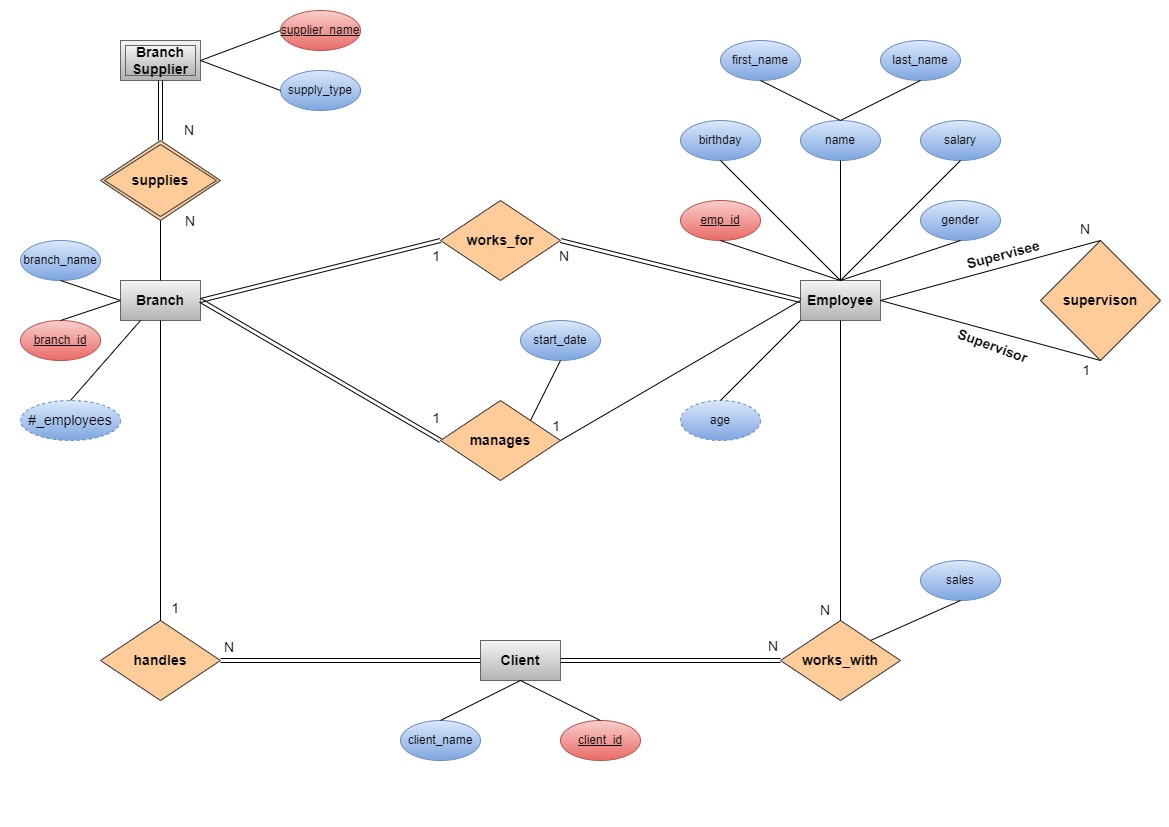 supplier_name
Branch
Supplier
supply_type
first_name
last_name
N
birthday
name
salary
supplies
N
works_for
emp_id
gender
N
Supervisee
branch_name
1
N
Branch
Employee
supervison
branch_id
start_date
Supervisor
1
#_employees
1
1
age
manages
sales
1
N
handles
N
Client
N
works_with
client_name
client_id